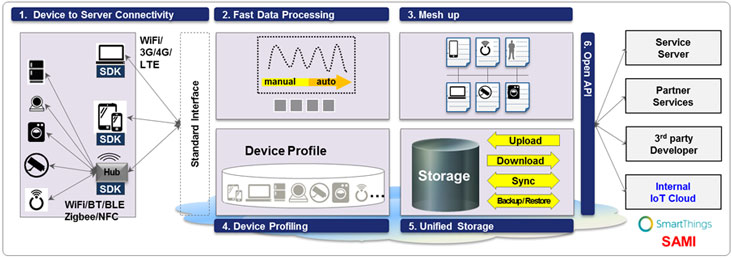 1. Device to Server Connectivity
WiFi/
3G/4G/
LTE
SDK
SDK
Hub
SDK
WiFi/BT/BLE
Zigbee/NFC
Standard Interface
2. Fast Data Processing
manual auto
3. Mesh up
Device Profile
...
4. Device Profiling
Storage
Upload
Download
Sync
Backup/ Restore
5. Unified Storage
6. Open API
Service
Server
Partner
Services
3rd party
Developer
Internal
IoT Cloud
SmartThings
SAMI